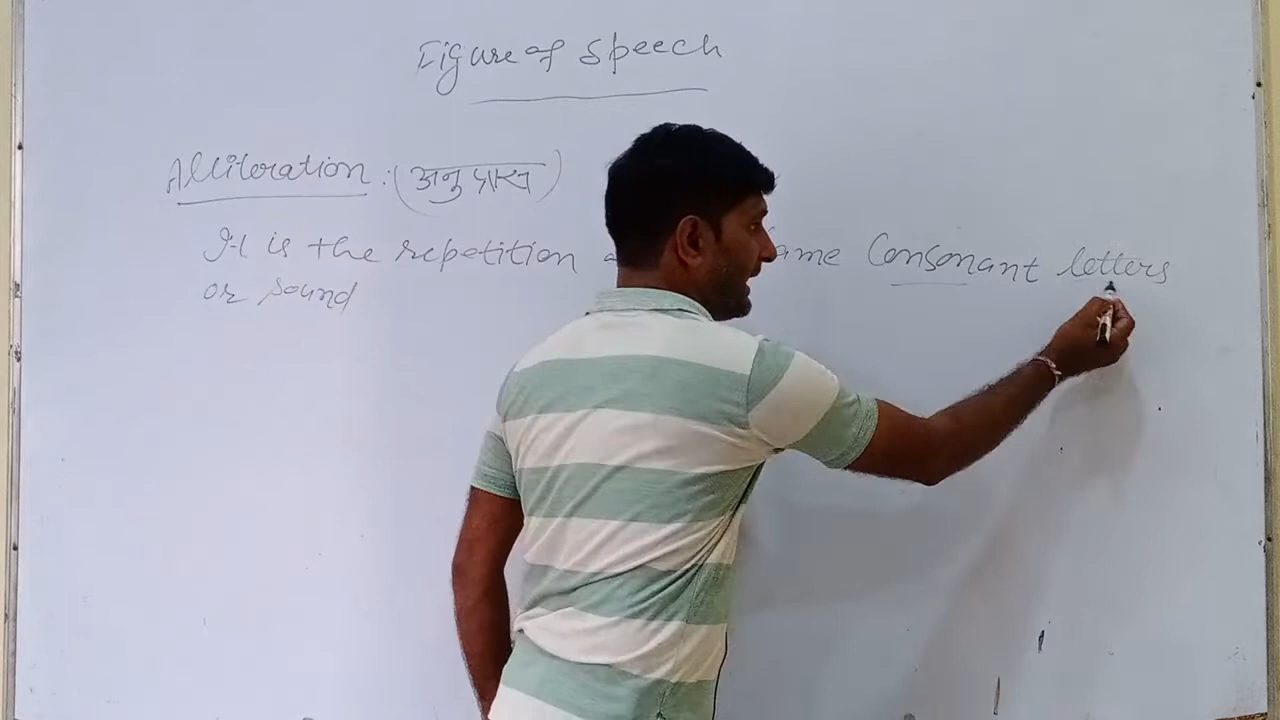 Figure of Speech
Alliteration : (अनुप्रास)
It is the repetition Consonant letters
or sound